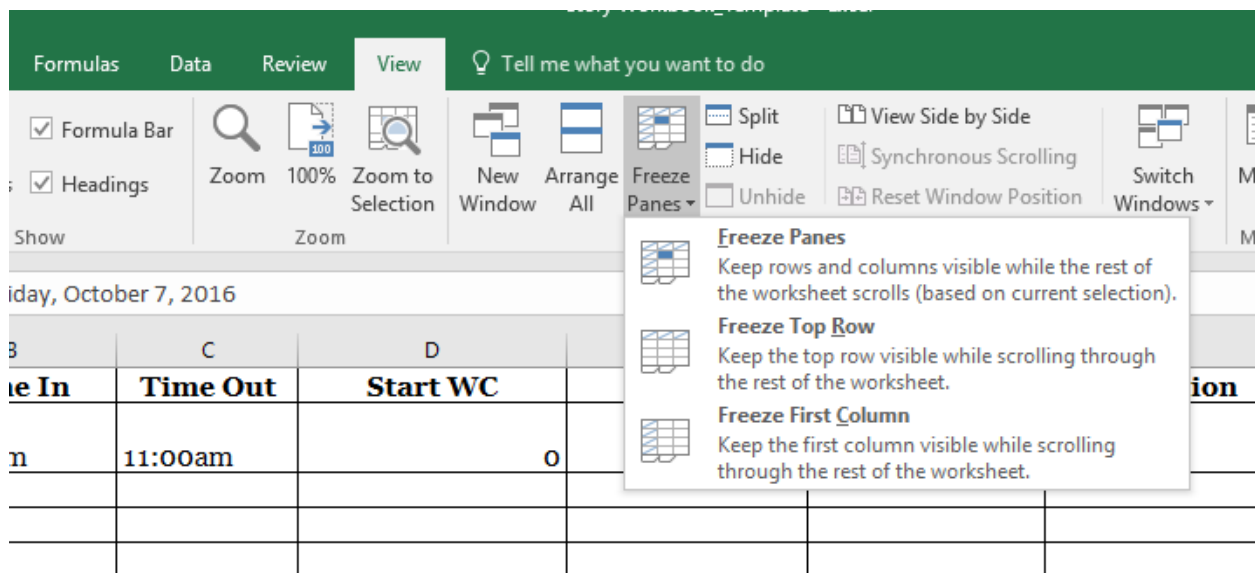 Formulas Data Review View Tell me what you want to do
Formula Bar
Headings
Show
Zoom 100% Zoom to Selection
Zoom
New Window Arrange All Freeze Panes
Split
Hide
Unhide
View Side by Side
Synchronous Scrolling
Reset Window Position
Switch Windows
Freeze Panes
Keep rows and columns visible while the rest of
the worksheet scrolls (based on current selection).
Freeze Top Row
Keep the top row visible while scrolling through
the rest of the worksheet.
Freeze First Column
Keep the first column visible while scrolling
through the rest of the worksheet.
iday, October 7, 2016
C D
Time Out Start WC
11:00am 0